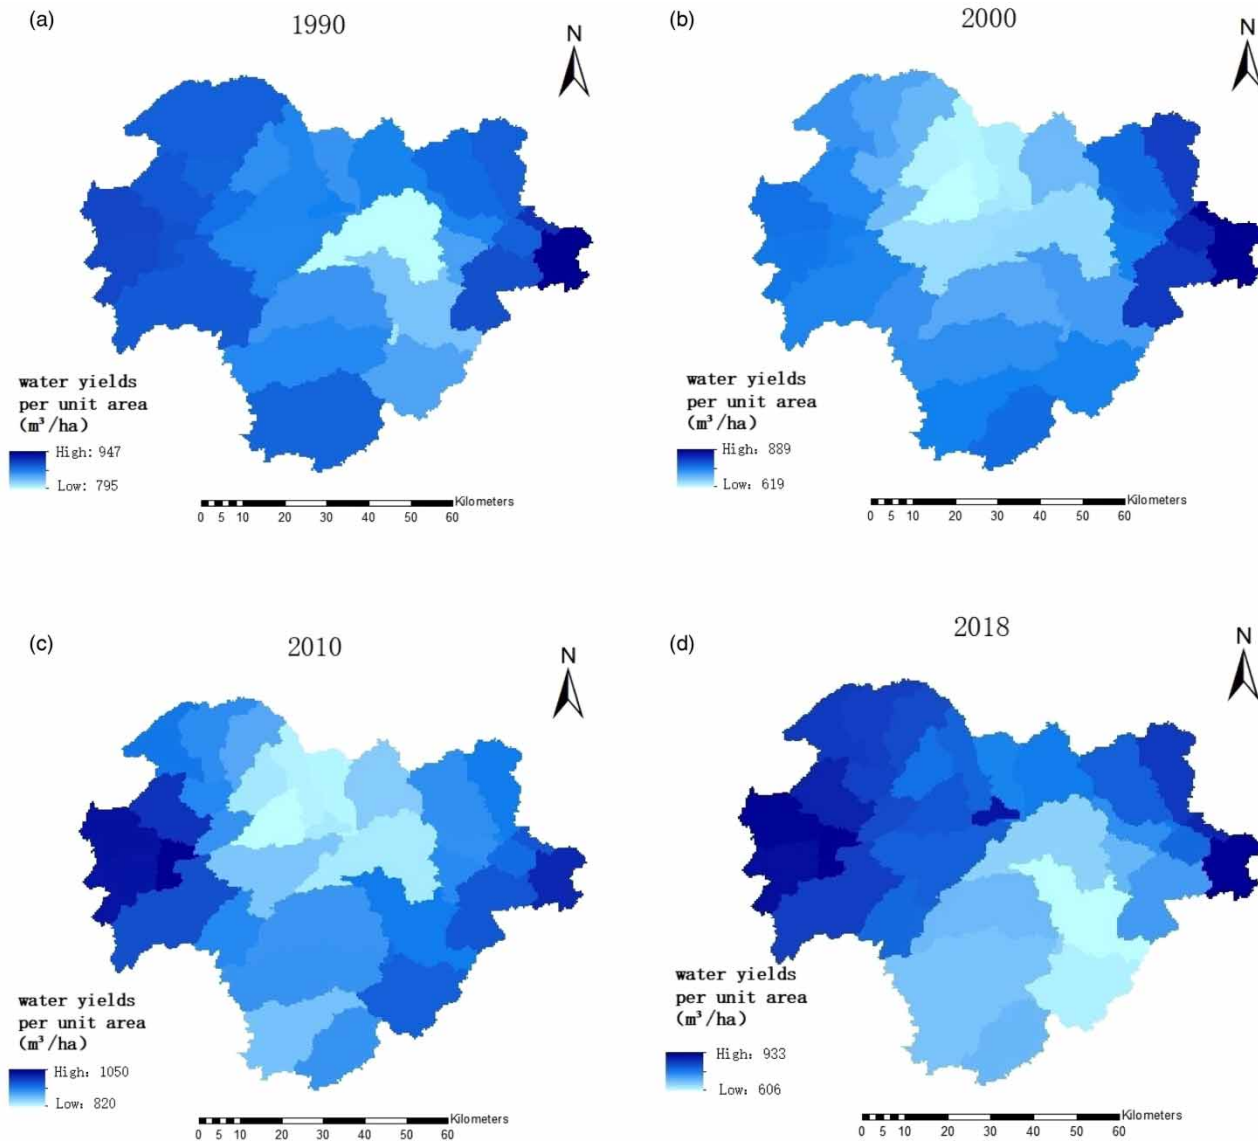 (a)
1990
N
water yields
per unit area
(m³/ha)
High: 947
Low: 795
Kilometers
0 5 10 20 30 40 50 60
(b)
2000
N
water yields
per unit area
(m³/ha)
High: 889
Low: 619
Kilometers
0 5 10 20 30 40 50 60
(c)
2010
N
water yields
per unit area
(m³/ha)
High: 1050
Low: 820
Kilometers
0 5 10 20 30 40 50 60
(d)
2018
N
water yields
per unit area
(m³/ha)
High: 933
Low: 606
Kilometers
0 5 10 20 30 40 50 60